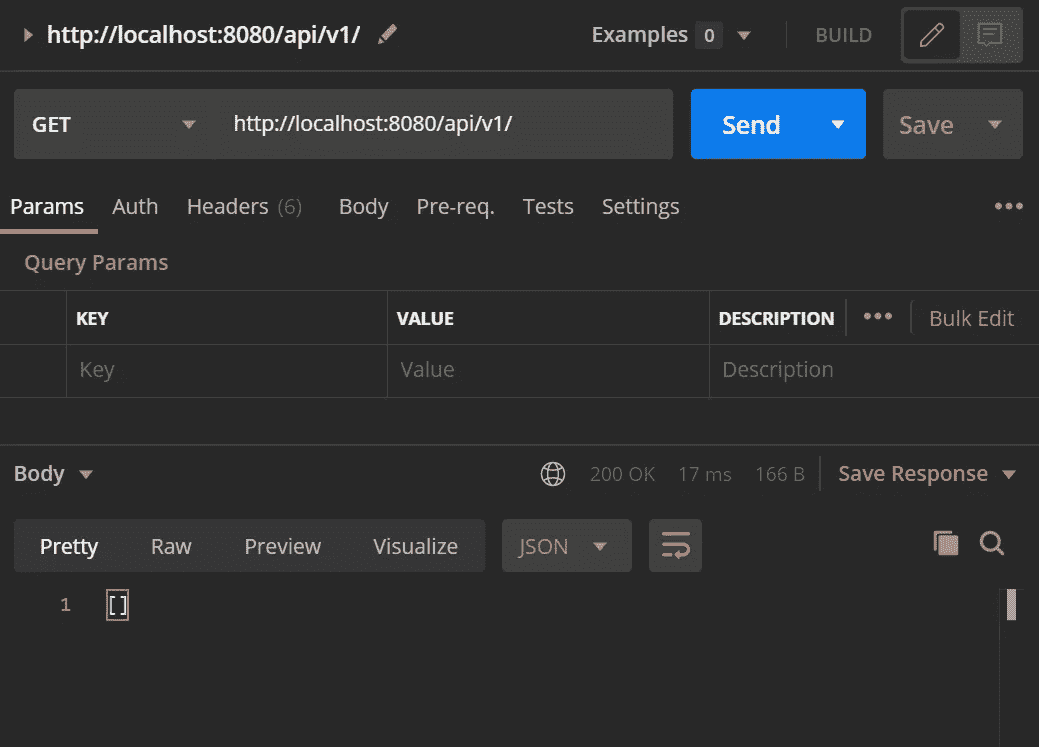 http://localhost:8080/api/v1/ Examples 0 BUILD
GET http://localhost:8080/api/v1/ Send Save
Params Auth Headers (6) Body Pre-req. Tests Settings
Query Params
KEY VALUE DESCRIPTION Bulk Edit
Key Value Description
Body 200 OK 17 ms 166 B Save Response
Pretty Raw Preview Visualize JSON
1 []